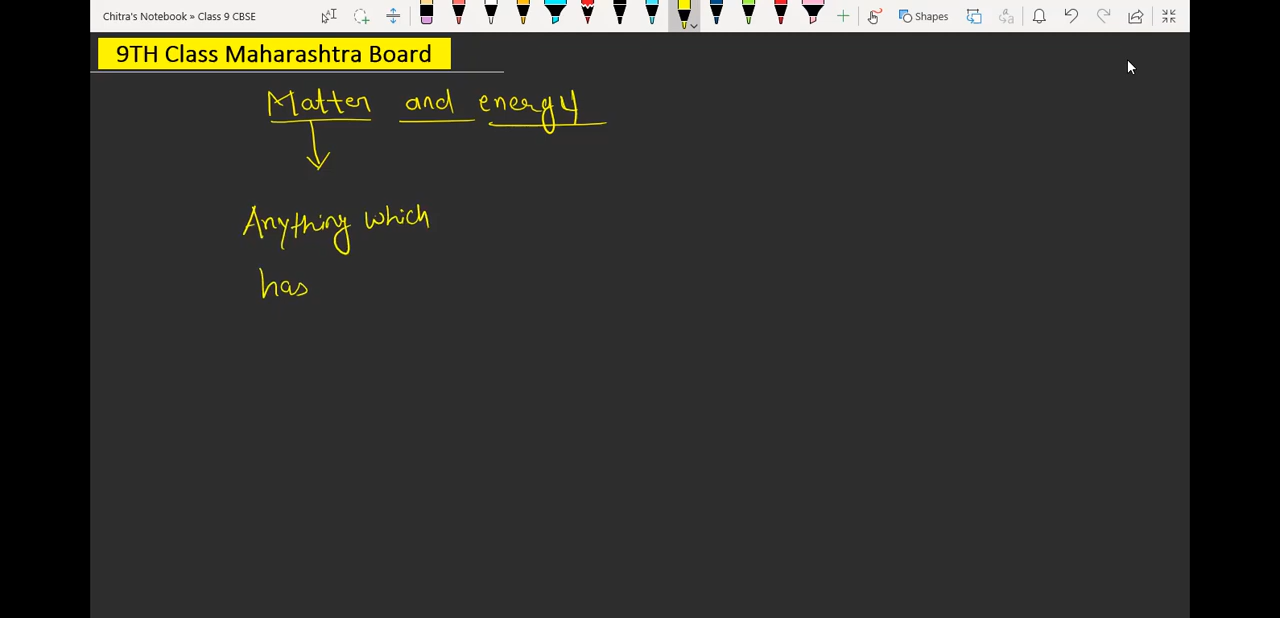 Chitra's Notebook » Class 9 CBSE
Shapes
9TH Class Maharashtra Board
Matter and energy
Anything which
has